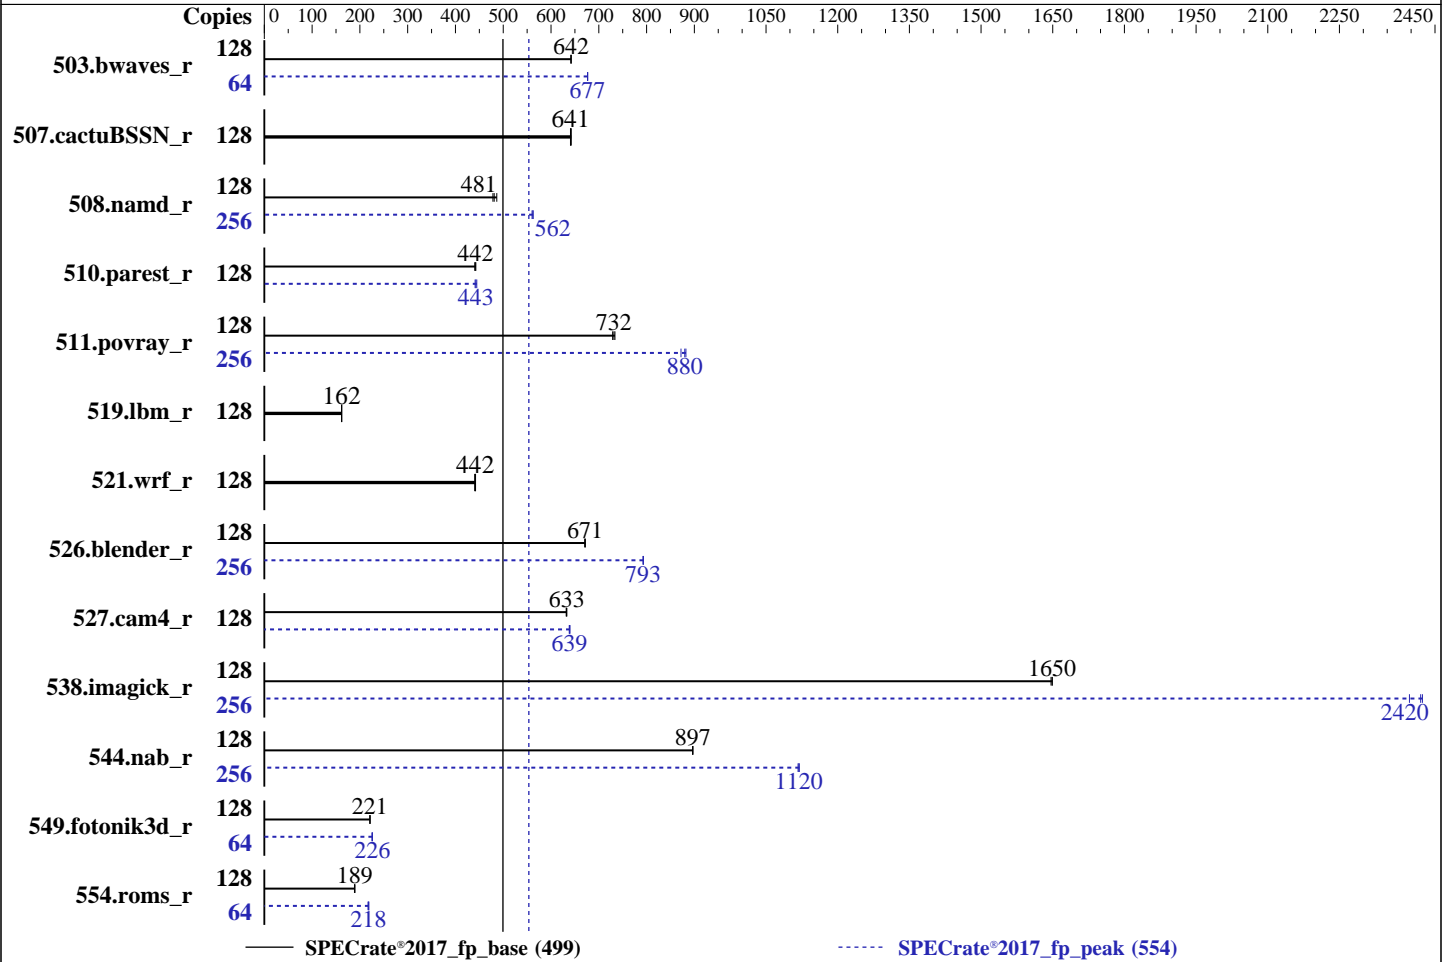 Copies 0 100 200 300 400 500 600 700 800 900 1050 1200 1350 1500 1650 1800 1950 2100 2250 2450
503.bwaves_r 128 642
64 677
507.cactuBSSN_r 128 641
508.namd_r 128 481
256 562
510.parest_r 128 442
443
511.povray_r 128 732
256 880
519.lbm_r 128 162
521.wrf_r 128 442
526.blender_r 128 671
256 793
527.cam4_r 128 633
639
538.imagick_r 128 1650
256 2420
544.nab_r 128 897
256 1120
549.fotonik3d_r 128 221
64 226
554.roms_r 128 189
64 218
SPECrate®2017_fp_base (499) SPECrate®2017_fp_peak (554)